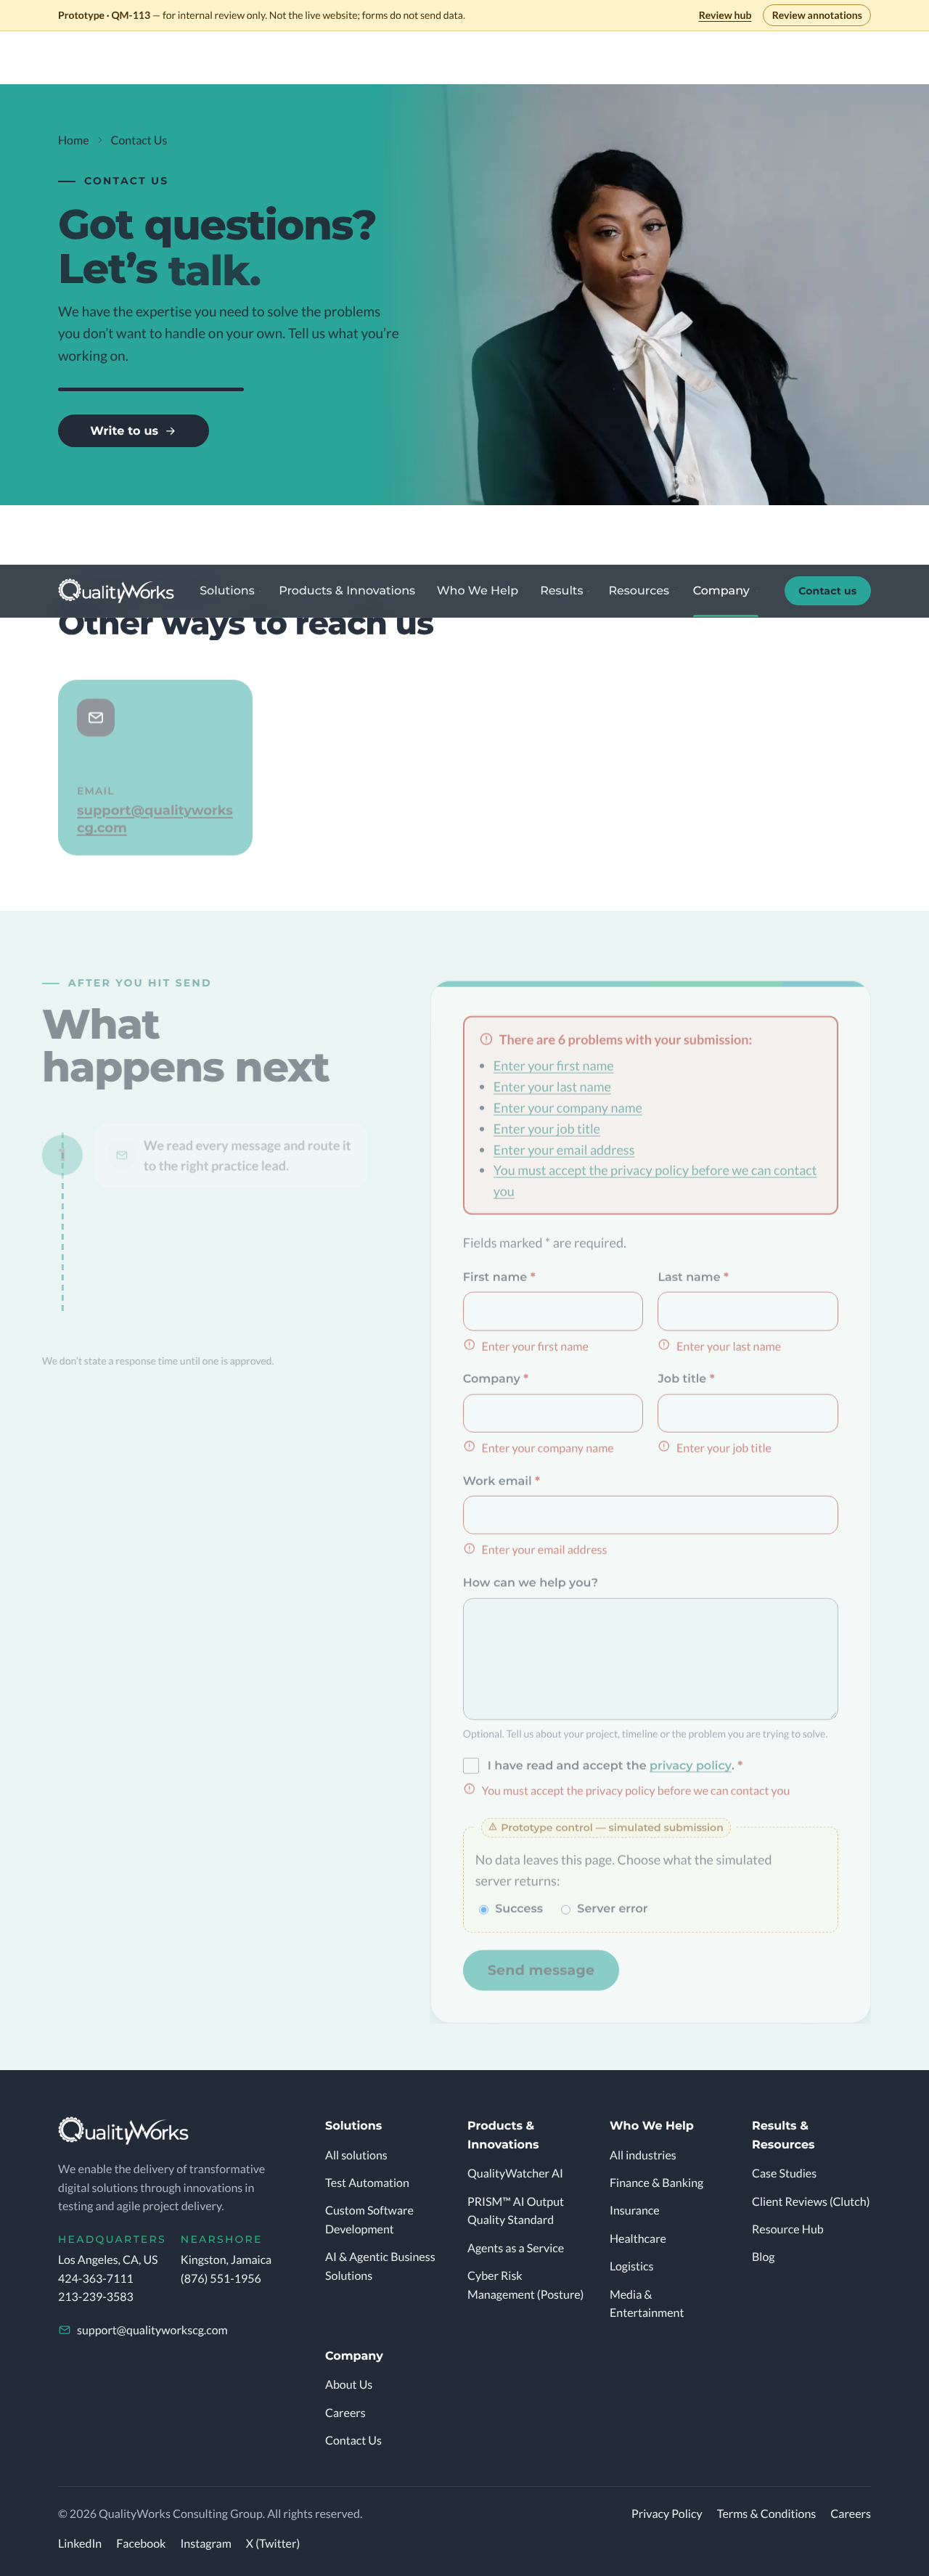 Prototype · QM-113 — for internal review only. Not the live website; forms do not send data.
Review hub
Review annotations
Home > Contact Us
CONTACT US
Got questions?
Let’s talk.
We have the expertise you need to solve the problems
you don’t want to handle on your own. Tell us what you’re
working on.
Write to us →
QualityWorks
Solutions
Products & Innovations
Who We Help
Results
Resources
Company
Contact us
Other ways to reach us
EMAIL
support@qualityworks
cg.com
AFTER YOU HIT SEND
What
happens next
We read every message and route it
to the right practice lead.
We don't state a response time until one is approved.
There are 6 problems with your submission:
• Enter your first name
• Enter your last name
• Enter your company name
• Enter your job title
• Enter your email address
• You must accept the privacy policy before we can contact
you
Fields marked * are required.
First name *
Last name *
Enter your first name
Enter your last name
Company *
Job title *
Enter your company name
Enter your job title
Work email *
Enter your email address
How can we help you?
Optional. Tell us about your project, timeline or the problem you are trying to solve.
I have read and accept the privacy policy. *
You must accept the privacy policy before we can contact you
Prototype control — simulated submission
No data leaves this page. Choose what the simulated
server returns:
Success
Server error
Send message
QualityWorks
We enable the delivery of transformative
digital solutions through innovations in
testing and agile project delivery.
HEADQUARTERS
Los Angeles, CA, US
424-363-7111
213-239-3583
NEARSHORE
Kingston, Jamaica
(876) 551-1956
support@qualityworkscg.com
Solutions
All solutions
Test Automation
Custom Software
Development
AI & Agentic Business
Solutions
Products &
Innovations
QualityWatcher AI
PRISM™ AI Output
Quality Standard
Agents as a Service
Cyber Risk
Management (Posture)
Who We Help
All industries
Finance & Banking
Insurance
Healthcare
Logistics
Media &
Entertainment
Results &
Resources
Case Studies
Client Reviews (Clutch)
Resource Hub
Blog
Company
About Us
Careers
Contact Us
© 2026 QualityWorks Consulting Group. All rights reserved.
Privacy Policy
Terms & Conditions
Careers
LinkedIn
Facebook
Instagram
X (Twitter)